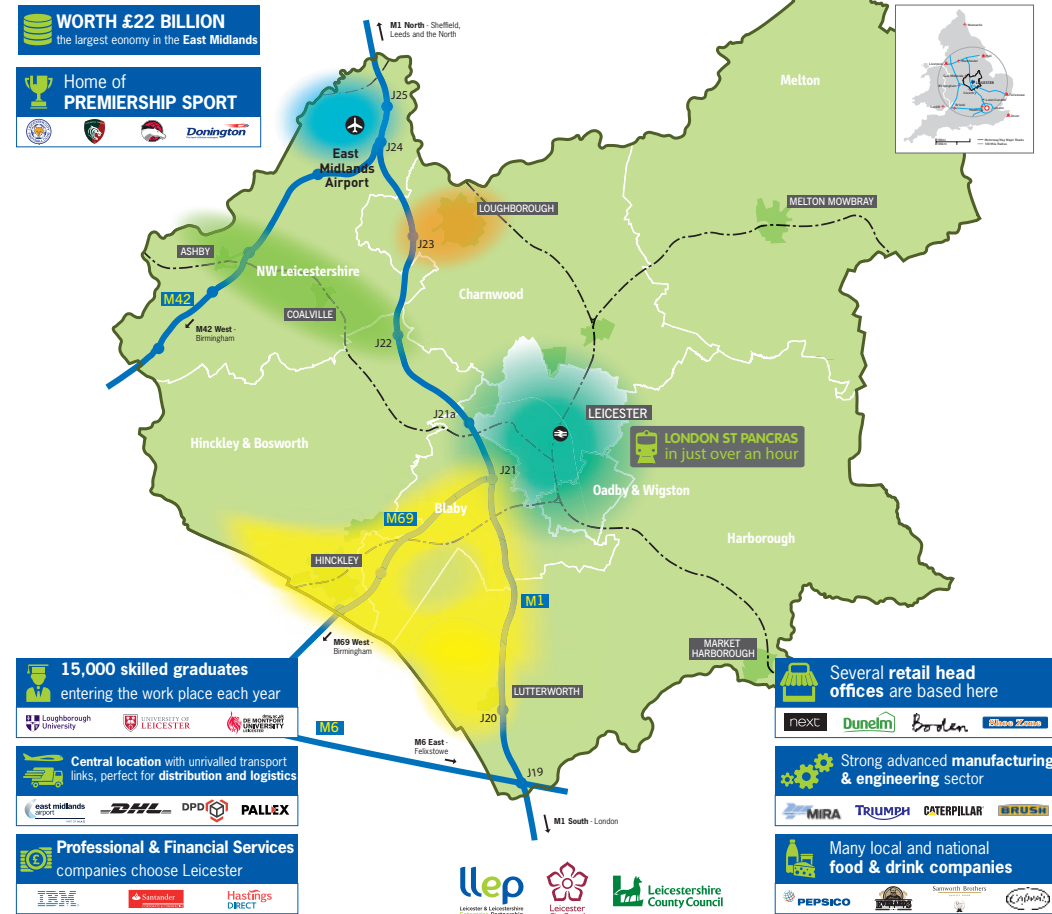 WORTH £22 BILLION
the largest eonomy in the East Midlands
Home of
PREMIERSHIP SPORT
Donington
M1 North - Sheffield,
Leeds and the North
J25
J24
East
Midlands
Airport
Melton
LOUGHBOROUGH
MELTON MOWBRAY
J23
ASHBY
NW Leicestershire
Charnwood
M42
COALVILLE
M42 West -
Birmingham
J22
J21a
LEICESTER
Hinckley & Bosworth
LONDON ST PANCRAS
in just over an hour
J21
Oadby & Wigston
Blaby
M69
Harborough
HINCKLEY
M1
M69 West -
Birmingham
MARKET
HARBOROUGH
LUTTERWORTH
J20
M6
M6 East -
Felixstowe
J19
M1 South - London
15,000 skilled graduates
entering the work place each year
Loughborough
University
UNIVERSITY OF
LEICESTER
DE MONTFORT
UNIVERSITY
LEICESTER
Central location with unrivalled transport
links, perfect for distribution and logistics
east midlands
airport
DHL
DPD
PALLEX
Professional & Financial Services
companies choose Leicester
IBM
Santander
Hastings
DIRECT
Several retail head
offices are based here
next
Dunelm
Boden
Shoe Zone
Strong advanced manufacturing
& engineering sector
MIRA
TRIUMPH
CATERPILLAR
BRUSH
Many local and national
food & drink companies
PEPSICO
EVERARDS
Samworth Brothers
llep
Leicester & Leicestershire
Leicester
Leicestershire
County Council